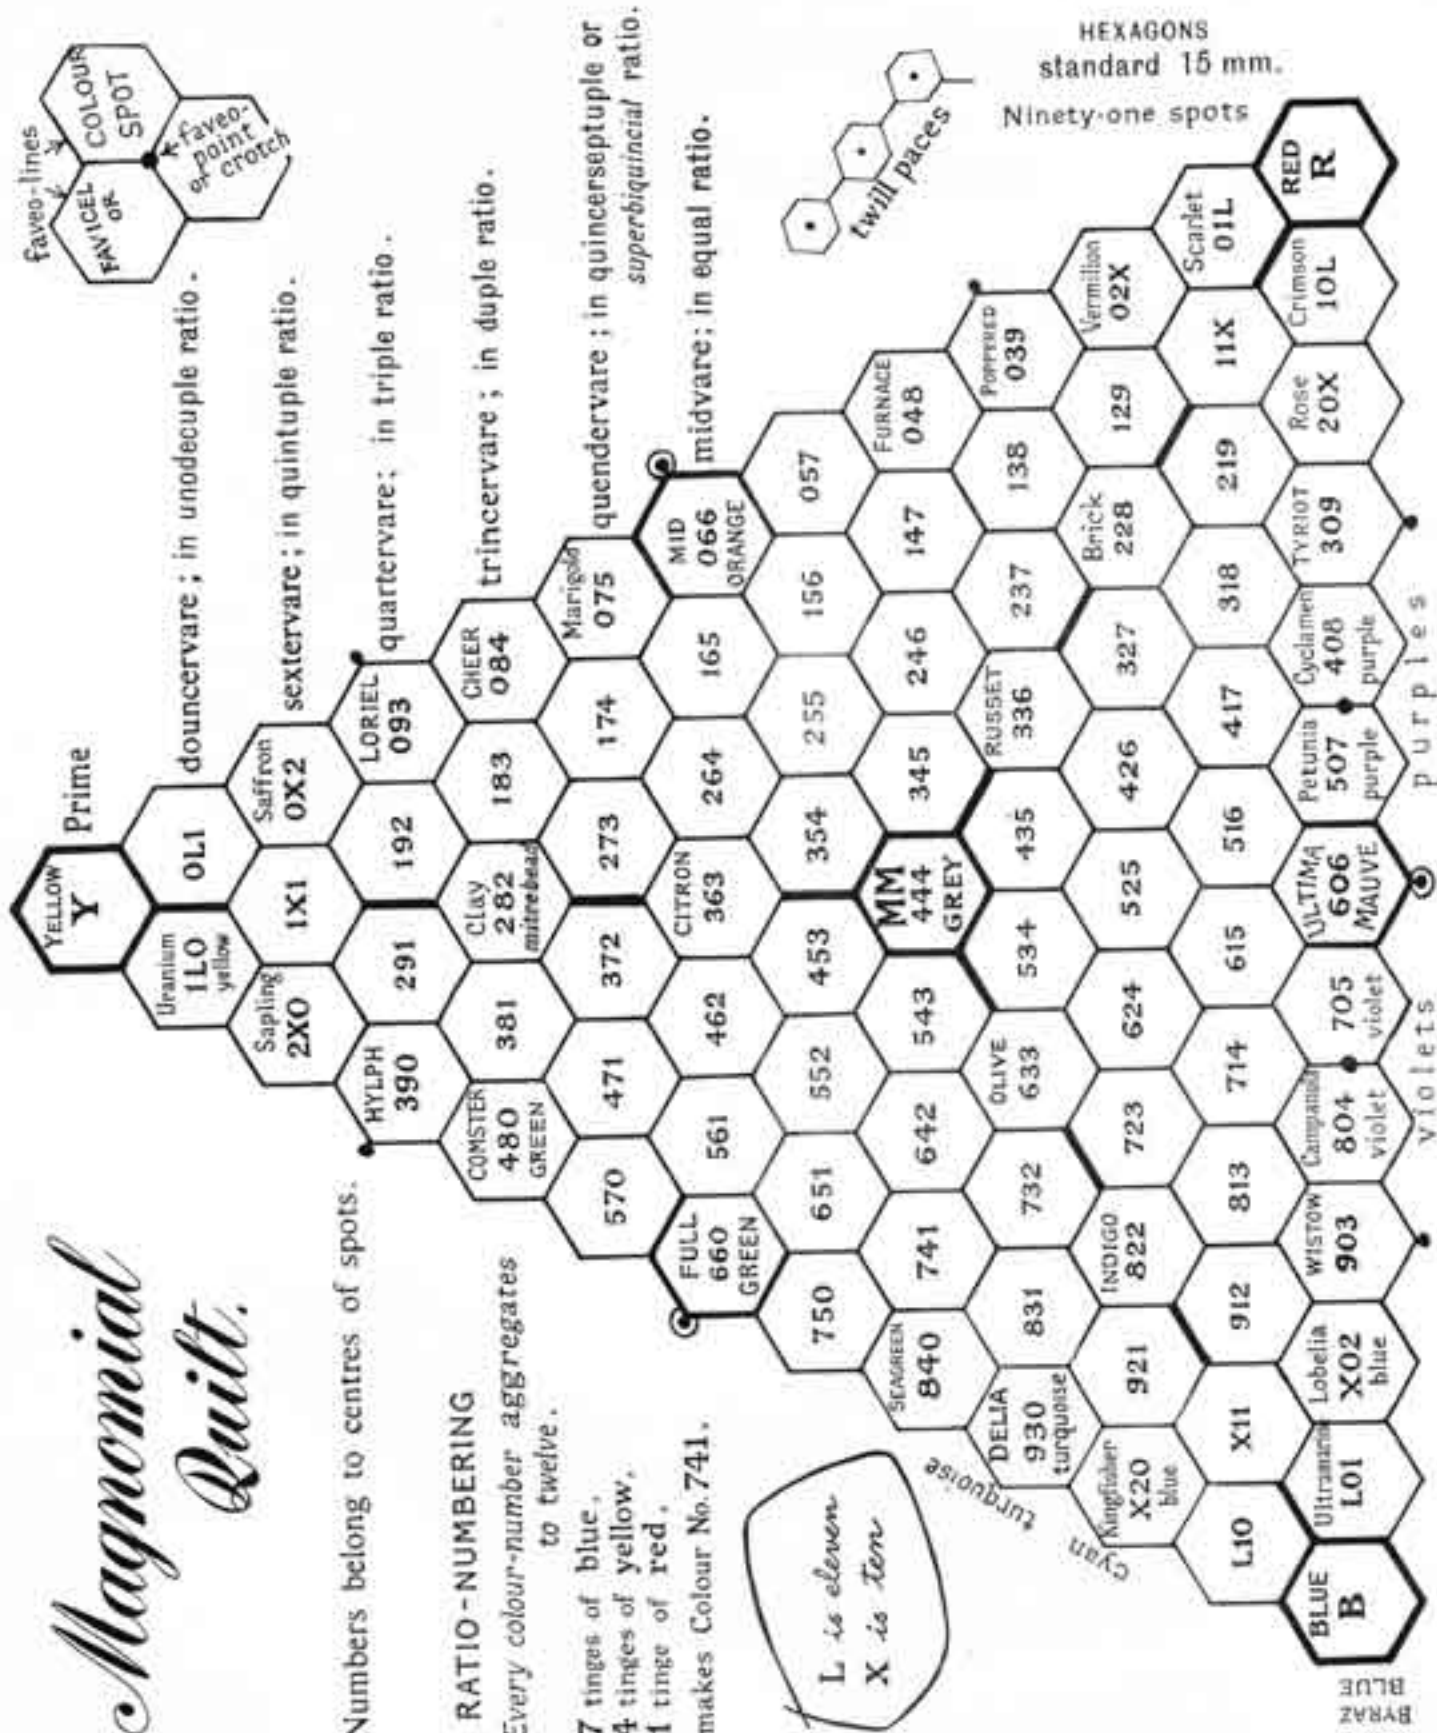 Magnomial
Quilt.
faveo-lines
FAVICEL
OR
COLOUR
SPOT
faveo-
point
or crotch
Numbers belong to centres of spots.
RATIO-NUMBERING
Every colour-number aggregates
to twelve.
7 tinges of blue.
4 tinges of yellow.
1 tinge of red.
makes Colour No. 741.
L is eleven
X is ten
Prime
douncervare; in unodecuple ratio.
sextervare; in quintuple ratio.
quartervare; in triple ratio.
trincervare; in duple ratio.
quendervare; in quincerseptuple or
superbiquincial ratio.
midvare; in equal ratio.
twill paces
HEXAGONS
standard 15 mm.
Ninety-one spots
YELLOW
Y
Uranium
1LO
yellow
OL1
Sapling
2XO
1X1
Saffron
0X2
HYLPH
390
291
192
LORIEL
093
COMSTER
480
GREEN
381
Clay
282
mitrebead
183
CHEER
084
570
471
372
273
174
Marigold
075
FULL
660
GREEN
561
462
CITRON
363
264
165
MID
066
ORANGE
750
651
552
453
354
255
156
057
SEAGREEN
840
741
642
543
MM
444
GREY
345
246
147
FURNACE
048
DELIA
930
turquoise
831
732
OLIVE
633
534
435
RUSSET
336
237
138
POPPERED
039
Kingfisher
X20
blue
921
INDIGO
822
723
624
525
426
327
Brick
228
129
Vermilion
02X
L10
X11
912
813
714
615
516
417
318
219
11X
Scarlet
01L
BLUE
B
Ultramarine
L01
Lobelia
X02
blue
WISTOW
903
Campanula
804
violet
705
violet
ULTIMA
606
MAUVE
Petunia
507
purple
Cyclamen
408
purple
TYRIOT
309
Rose
20X
Crimson
10L
RED
R
turquoise
cyan
BYRAZ
BLUE
violets
purples